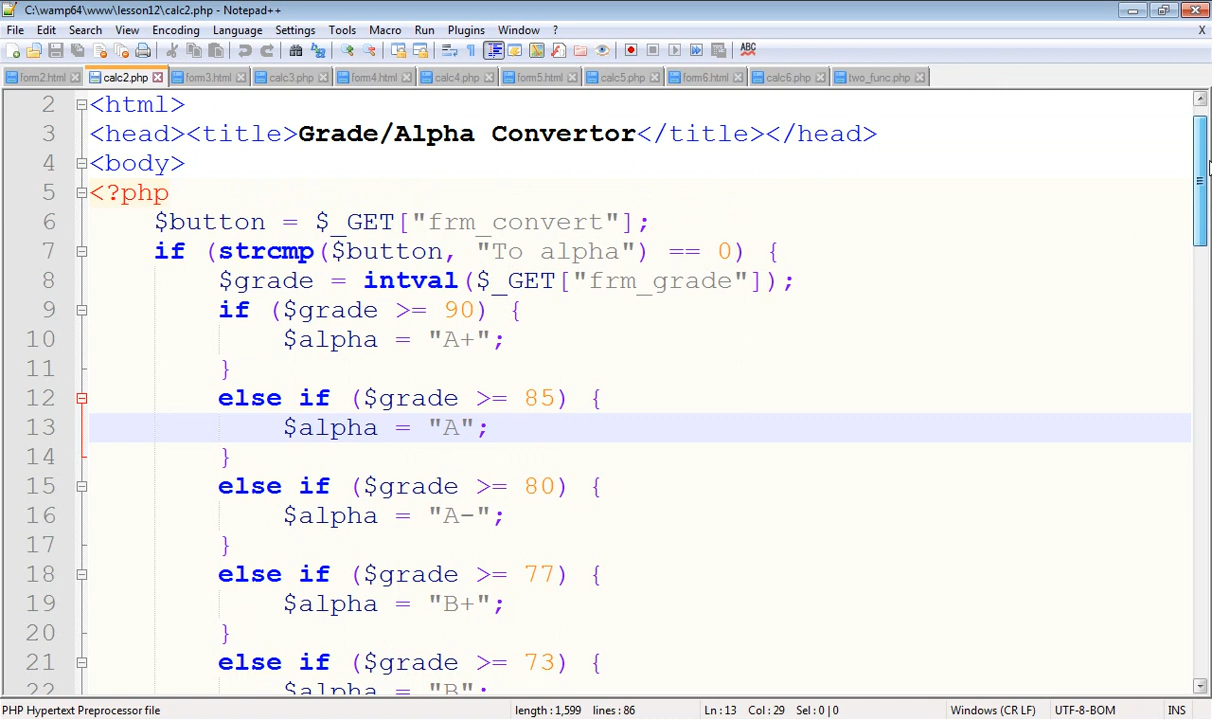 C:\wamp64\www\lesson12\calc2.php - Notepad++
File Edit Search View Encoding Language Settings Tools Macro Run Plugins Window ? X
ABC
form2.html calc2.php form3.html calc3.php form4.html calc4.php form5.html calc5.php form6.html calc6.php two_func.php
2 <html>
3 <head><title>Grade/Alpha Convertor</title></head>
4 <body>
5 <?php
6 $button = $_GET["frm_convert"];
7 if (strcmp($button, "To alpha") == 0) {
8 $grade = intval($_GET["frm_grade"]);
9 if ($grade >= 90) {
10 $alpha = "A+";
11 }
12 else if ($grade >= 85) {
13 $alpha = "A";
14 }
15 else if ($grade >= 80) {
16 $alpha = "A-";
17 }
18 else if ($grade >= 77) {
19 $alpha = "B+";
20 }
21 else if ($grade >= 73) {
22 $alpha = "B";
PHP Hypertext Preprocessor file length : 1,599 lines : 86 Ln : 13 Col : 29 Sel : 0 | 0 Windows (CR LF) UTF-8-BOM INS